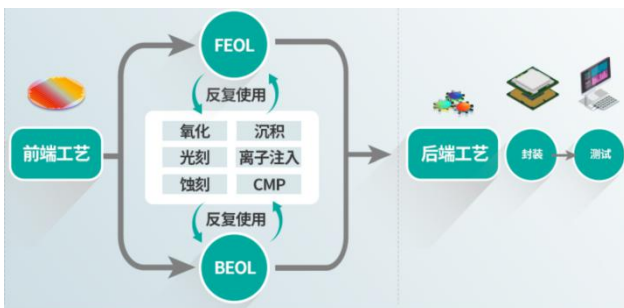 FEOL
反复使用
氧化
沉积
前端工艺
光刻
离子注入
蚀刻
CMP
反复使用
BEOL
后端工艺
封装
测试